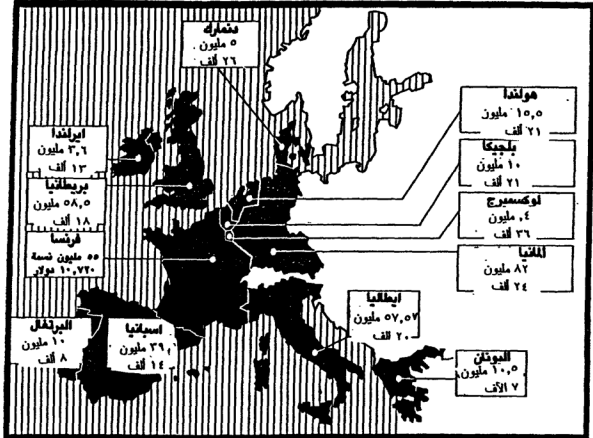 دنمارك
٥ مليون
٢٦ ألف
هولندا
١٥,٥ مليون
٢١ ألف
بلجيكا
١٠ مليون
٢١ ألف
لوكسمبرج
٤, مليون
٣٦ ألف
المانيا
٨٢ مليون
٢٤ ألف
ايرلندا
٣,٦ مليون
١٣ ألف
بريطانيا
٥٨,٥ مليون
١٨ ألف
فرنسا
٥٥ مليون نسمة
١٠,٧٢٠ دولار
البرتغال
١٠ مليون
٨ ألف
اسبانيا
٣٩, مليون
١٤ ألف
ايطاليا
٥٧,٥٧ مليون
٢٠ ألف
اليونان
١٠,٥ مليون
٧ آلاف